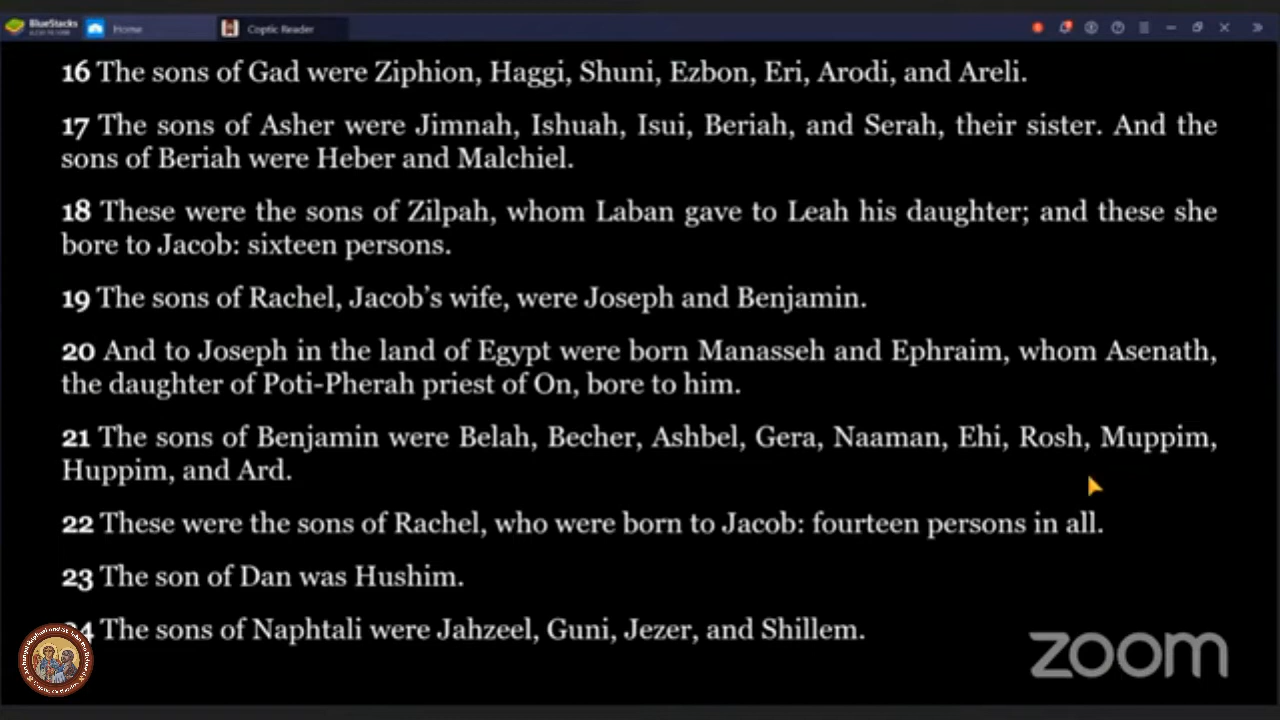 BlueStacks
Home
Coptic Reader
16 The sons of Gad were Ziphion, Haggi, Shuni, Ezbon, Eri, Arodi, and Areli.
17 The sons of Asher were Jimnah, Ishuah, Isui, Beriah, and Serah, their sister. And the
sons of Beriah were Heber and Malchiel.
18 These were the sons of Zilpah, whom Laban gave to Leah his daughter; and these she
bore to Jacob: sixteen persons.
19 The sons of Rachel, Jacob’s wife, were Joseph and Benjamin.
20 And to Joseph in the land of Egypt were born Manasseh and Ephraim, whom Asenath,
the daughter of Poti-Pherah priest of On, bore to him.
21 The sons of Benjamin were Belah, Becher, Ashbel, Gera, Naaman, Ehi, Rosh, Muppim,
Huppim, and Ard.
22 These were the sons of Rachel, who were born to Jacob: fourteen persons in all.
23 The son of Dan was Hushim.
24 The sons of Naphtali were Jahzeel, Guni, Jezer, and Shillem.
zoom